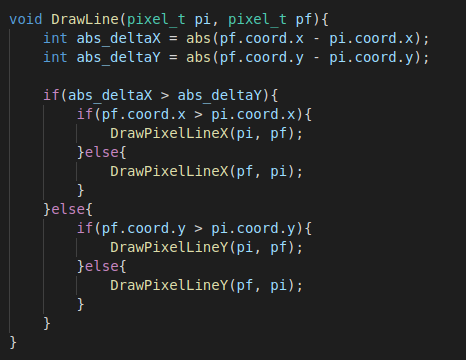 void DrawLine(pixel_t pi, pixel_t pf){
    int abs_deltaX = abs(pf.coord.x - pi.coord.x);
    int abs_deltaY = abs(pf.coord.y - pi.coord.y);

    if(abs_deltaX > abs_deltaY){
        if(pf.coord.x > pi.coord.x){
            DrawPixelLineX(pi, pf);
        }else{
            DrawPixelLineX(pf, pi);
        }
    }else{
        if(pf.coord.y > pi.coord.y){
            DrawPixelLineY(pi, pf);
        }else{
            DrawPixelLineY(pf, pi);
        }
    }
}